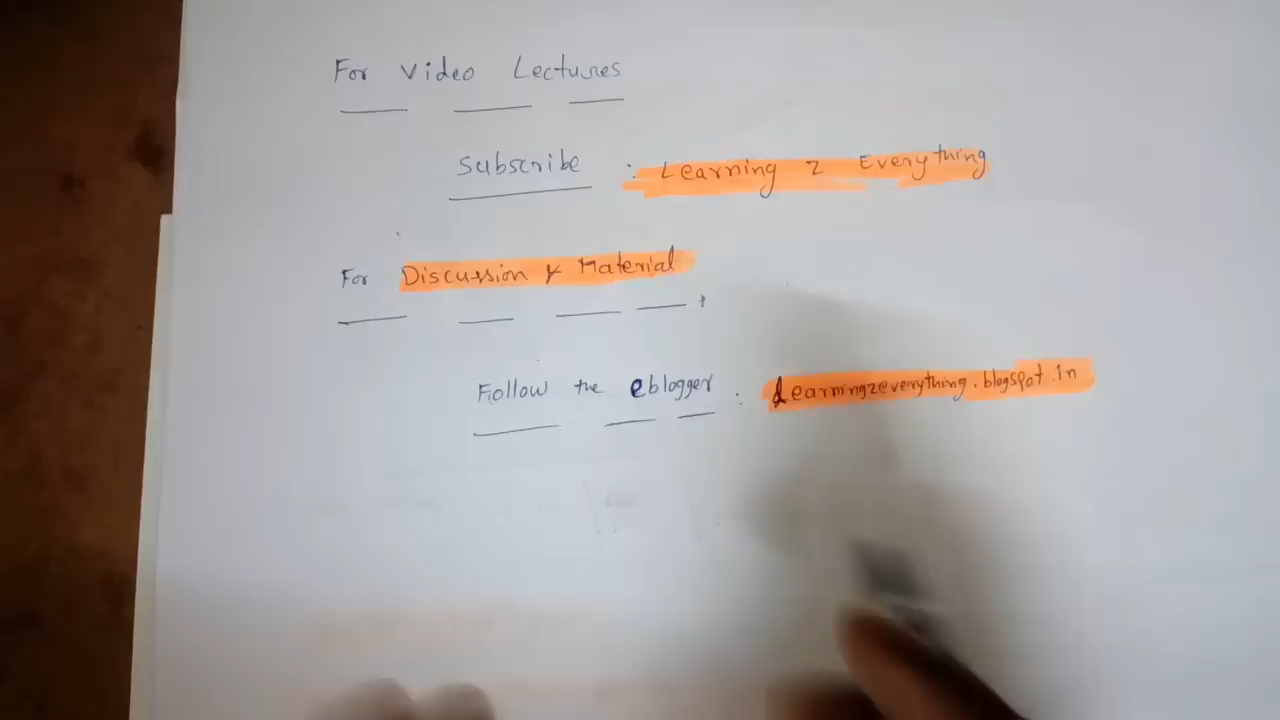 For Video Lectures
Subscribe : Learning 2 Everything
For Discussion & Material
Follow the eblogger : Learning2everything.blogspot.in